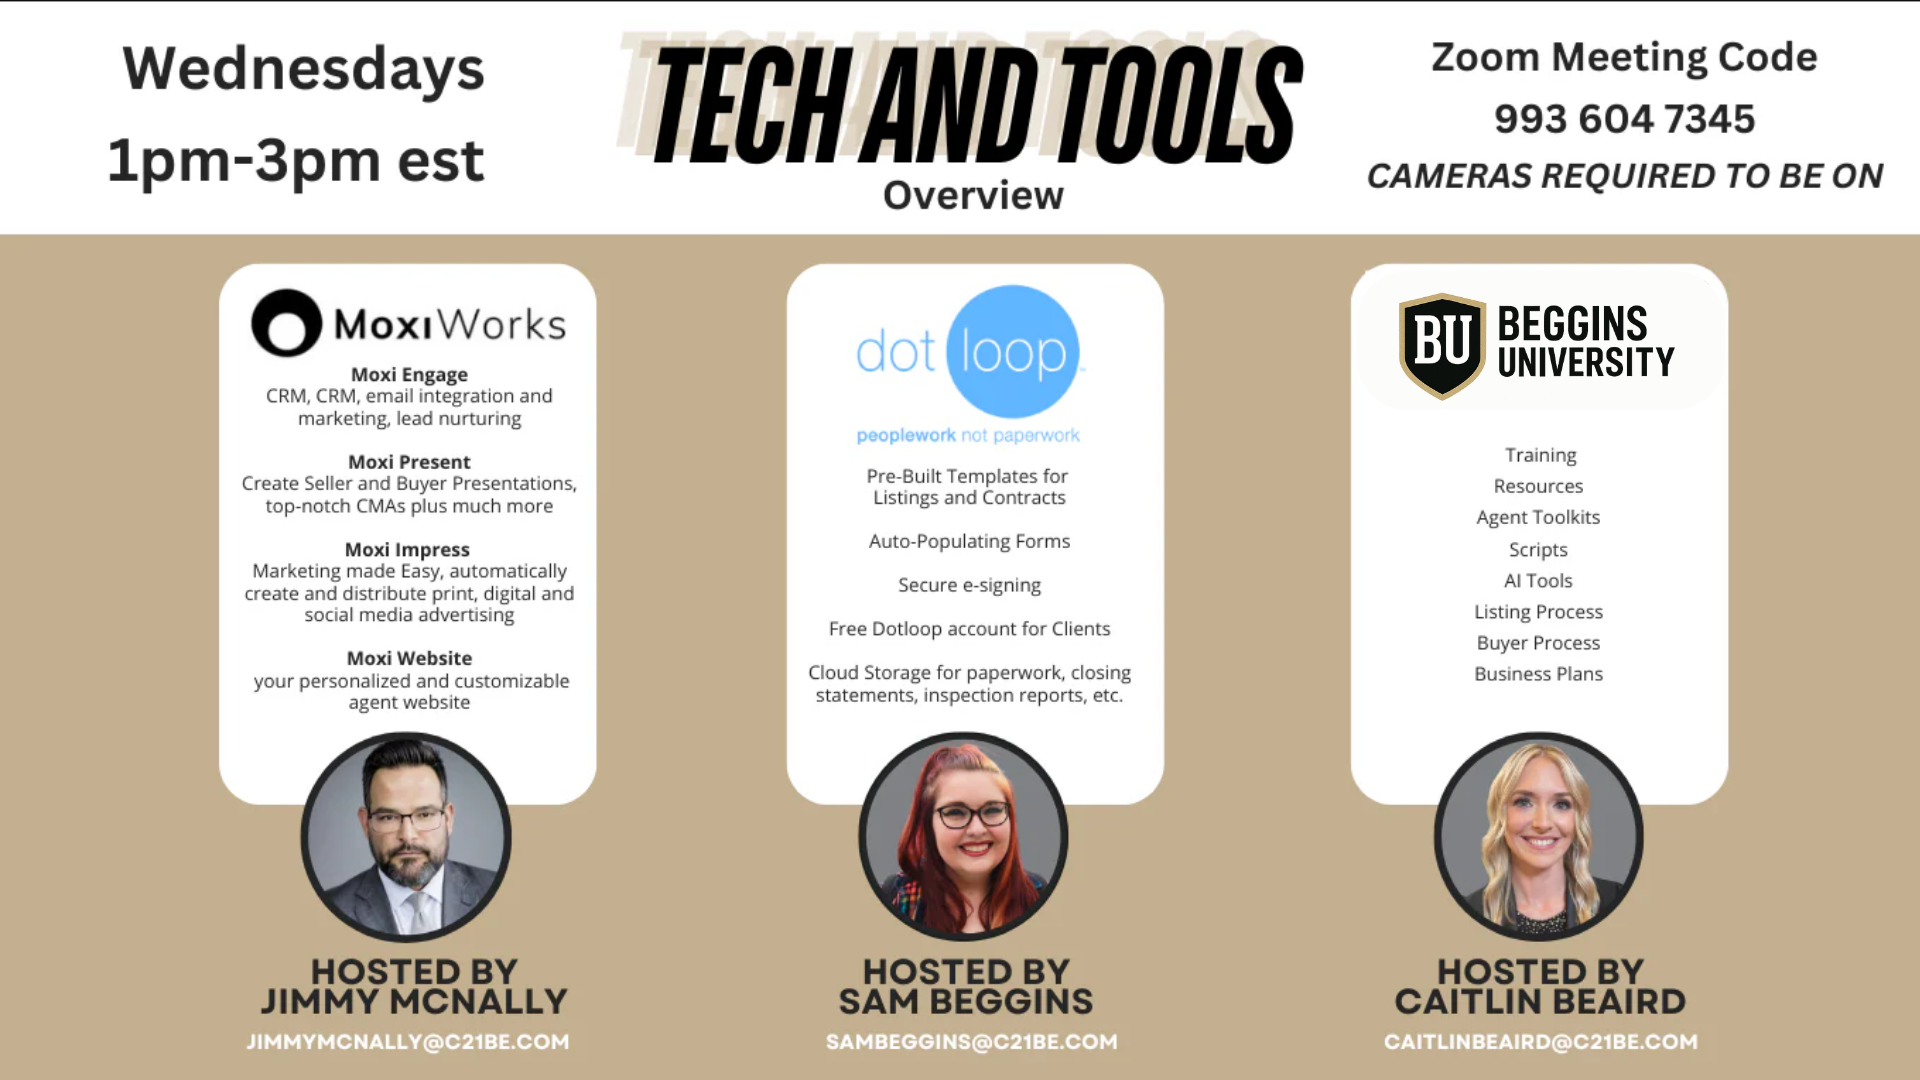 Wednesdays
1pm-3pm est
TECH AND TOOLS
Overview
Zoom Meeting Code
993 604 7345
CAMERAS REQUIRED TO BE ON
MoxiWorks
Moxi Engage
CRM, CRM, email integration and
marketing, lead nurturing
Moxi Present
Create Seller and Buyer Presentations,
top-notch CMAs plus much more
Moxi Impress
Marketing made Easy, automatically
create and distribute print, digital and
social media advertising
Moxi Website
your personalized and customizable
agent website
HOSTED BY
JIMMY MCNALLY
JIMMYMCNALLY@C21BE.COM
dot loop
peoplework not paperwork
Pre-Built Templates for
Listings and Contracts
Auto-Populating Forms
Secure e-signing
Free Dotloop account for Clients
Cloud Storage for paperwork, closing
statements, inspection reports, etc.
HOSTED BY
SAM BEGGINS
SAMBEGGINS@C21BE.COM
BU
BEGGINS
UNIVERSITY
Training
Resources
Agent Toolkits
Scripts
AI Tools
Listing Process
Buyer Process
Business Plans
HOSTED BY
CAITLIN BEAIRD
CAITLINBEAIRD@C21BE.COM